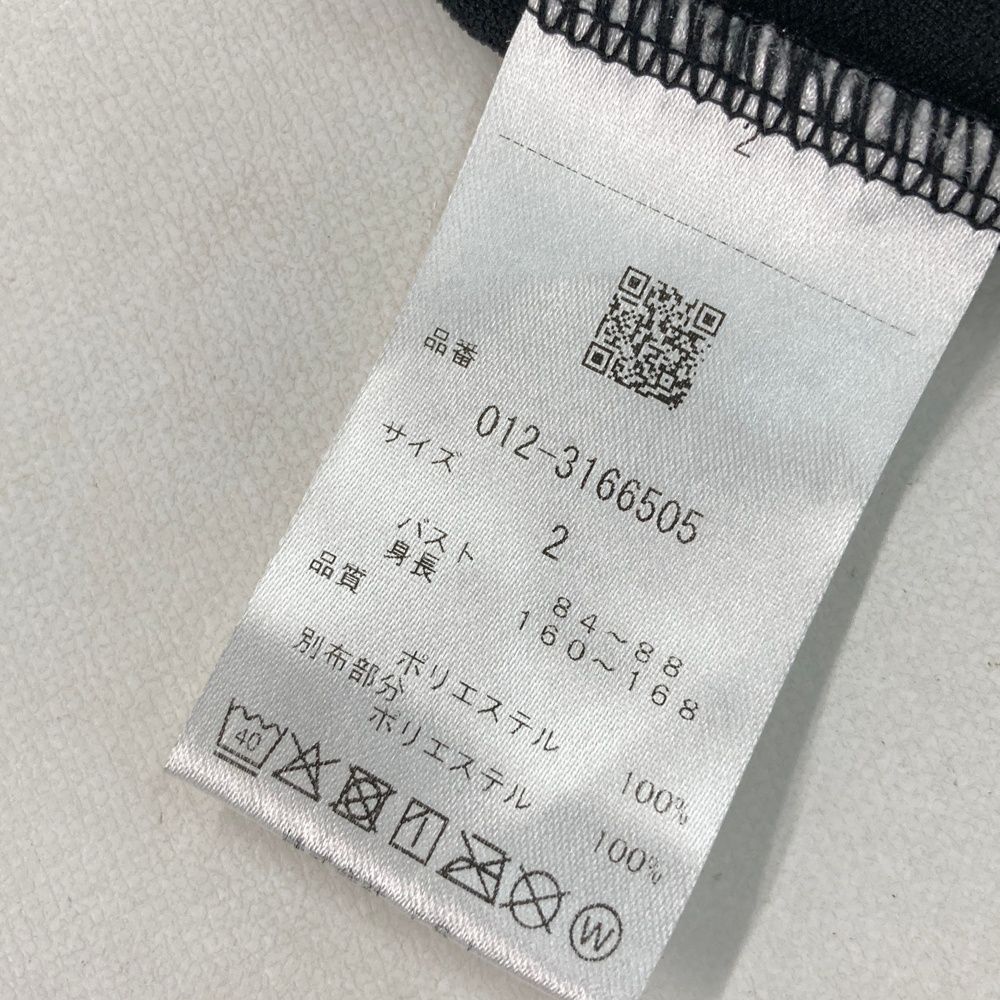 2
品番
012-3166505
サイズ
2
バスト 84~88
身長 160~168
品質
ポリエステル 100%
別布部分
ポリエステル 100%
40
W